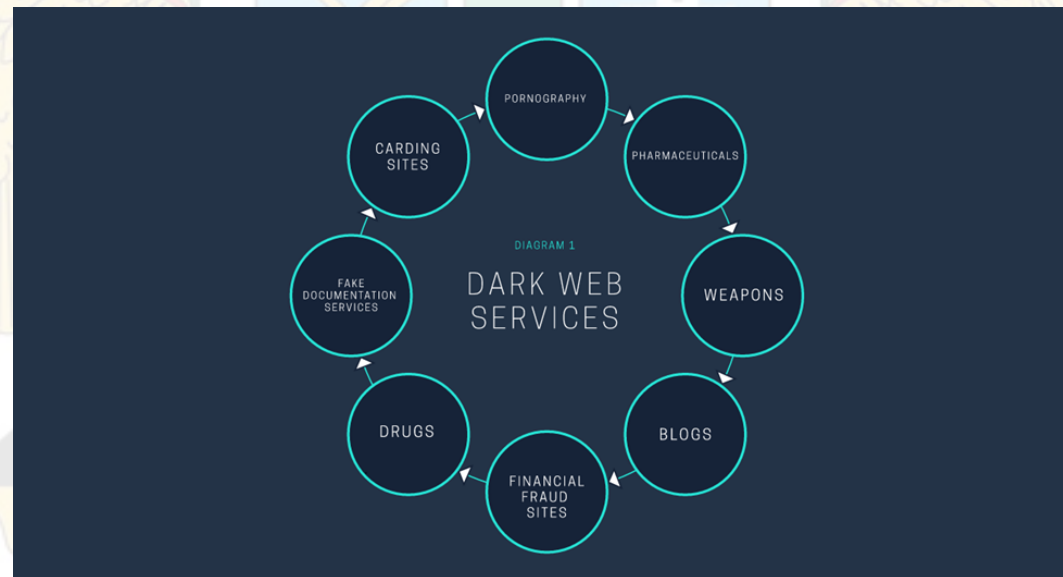 DIAGRAM 1
DARK WEB
SERVICES
PORNOGRAPHY
PHARMACEUTICALS
WEAPONS
BLOGS
FINANCIAL
FRAUD
SITES
DRUGS
FAKE
DOCUMENTATION
SERVICES
CARDING
SITES